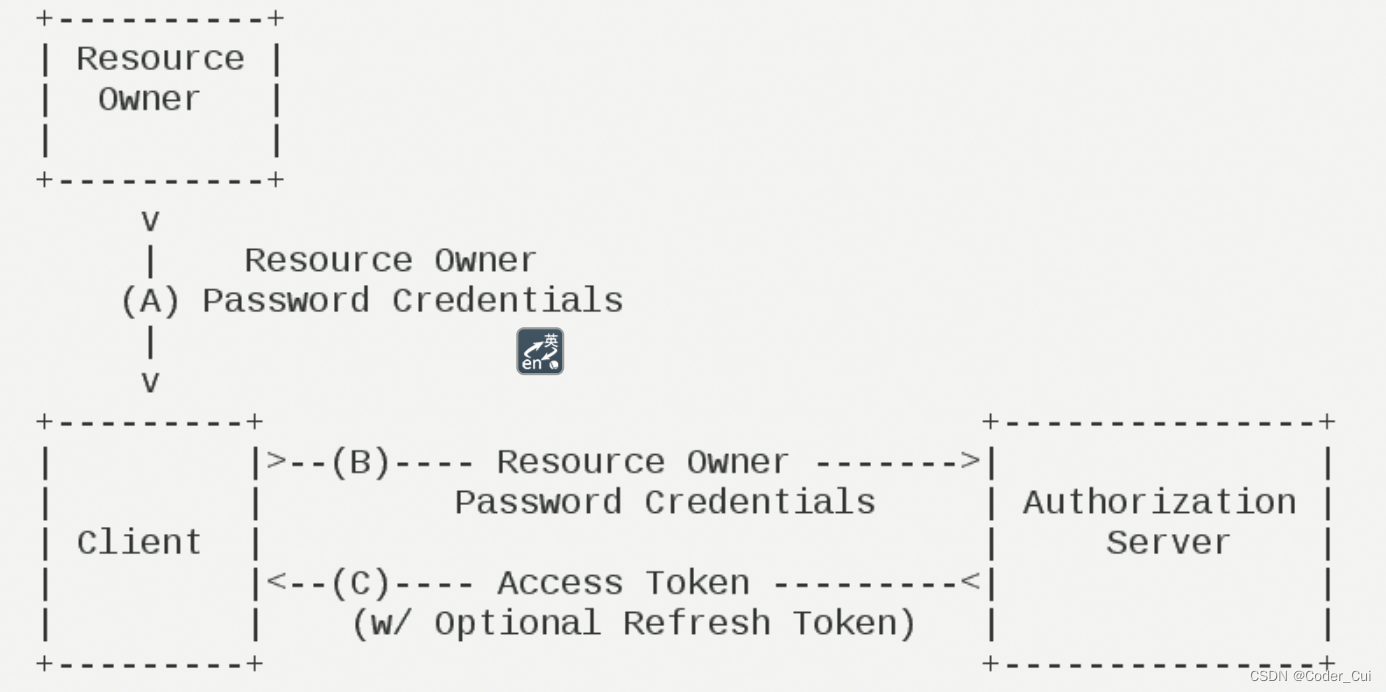 +----------+
| Resource |
|  Owner   |
|          |
+----------+
     v
     |    Resource Owner
    (A) Password Credentials
     |
英
en
     v
+---------+                                  +---------------+
|         |>--(B)---- Resource Owner ------->|               |
|         |         Password Credentials     | Authorization |
| Client  |                                  |     Server    |
|         |<--(C)---- Access Token ---------<|               |
|         |    (w/ Optional Refresh Token)   |               |
+---------+                                  +---------------+
CSDN @Coder_Cui